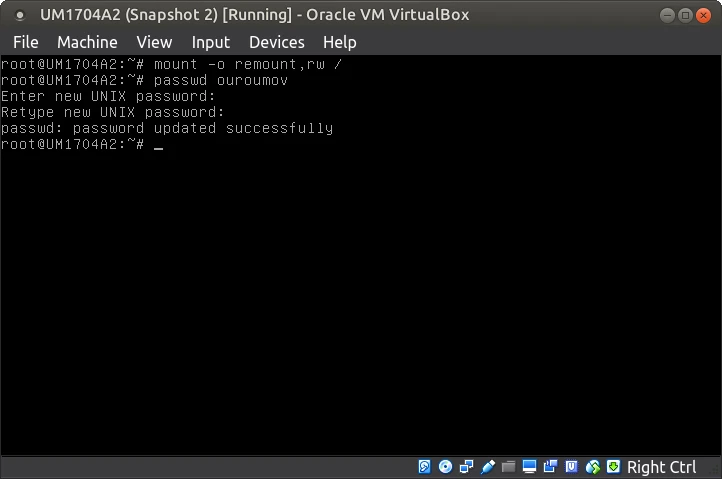 UM1704A2 (Snapshot 2) [Running] - Oracle VM VirtualBox
File Machine View Input Devices Help
root@UM1704A2:~# mount -o remount,rw /
root@UM1704A2:~# passwd ouroumov
Enter new UNIX password:
Retype new UNIX password:
passwd: password updated successfully
root@UM1704A2:~# _
Right Ctrl